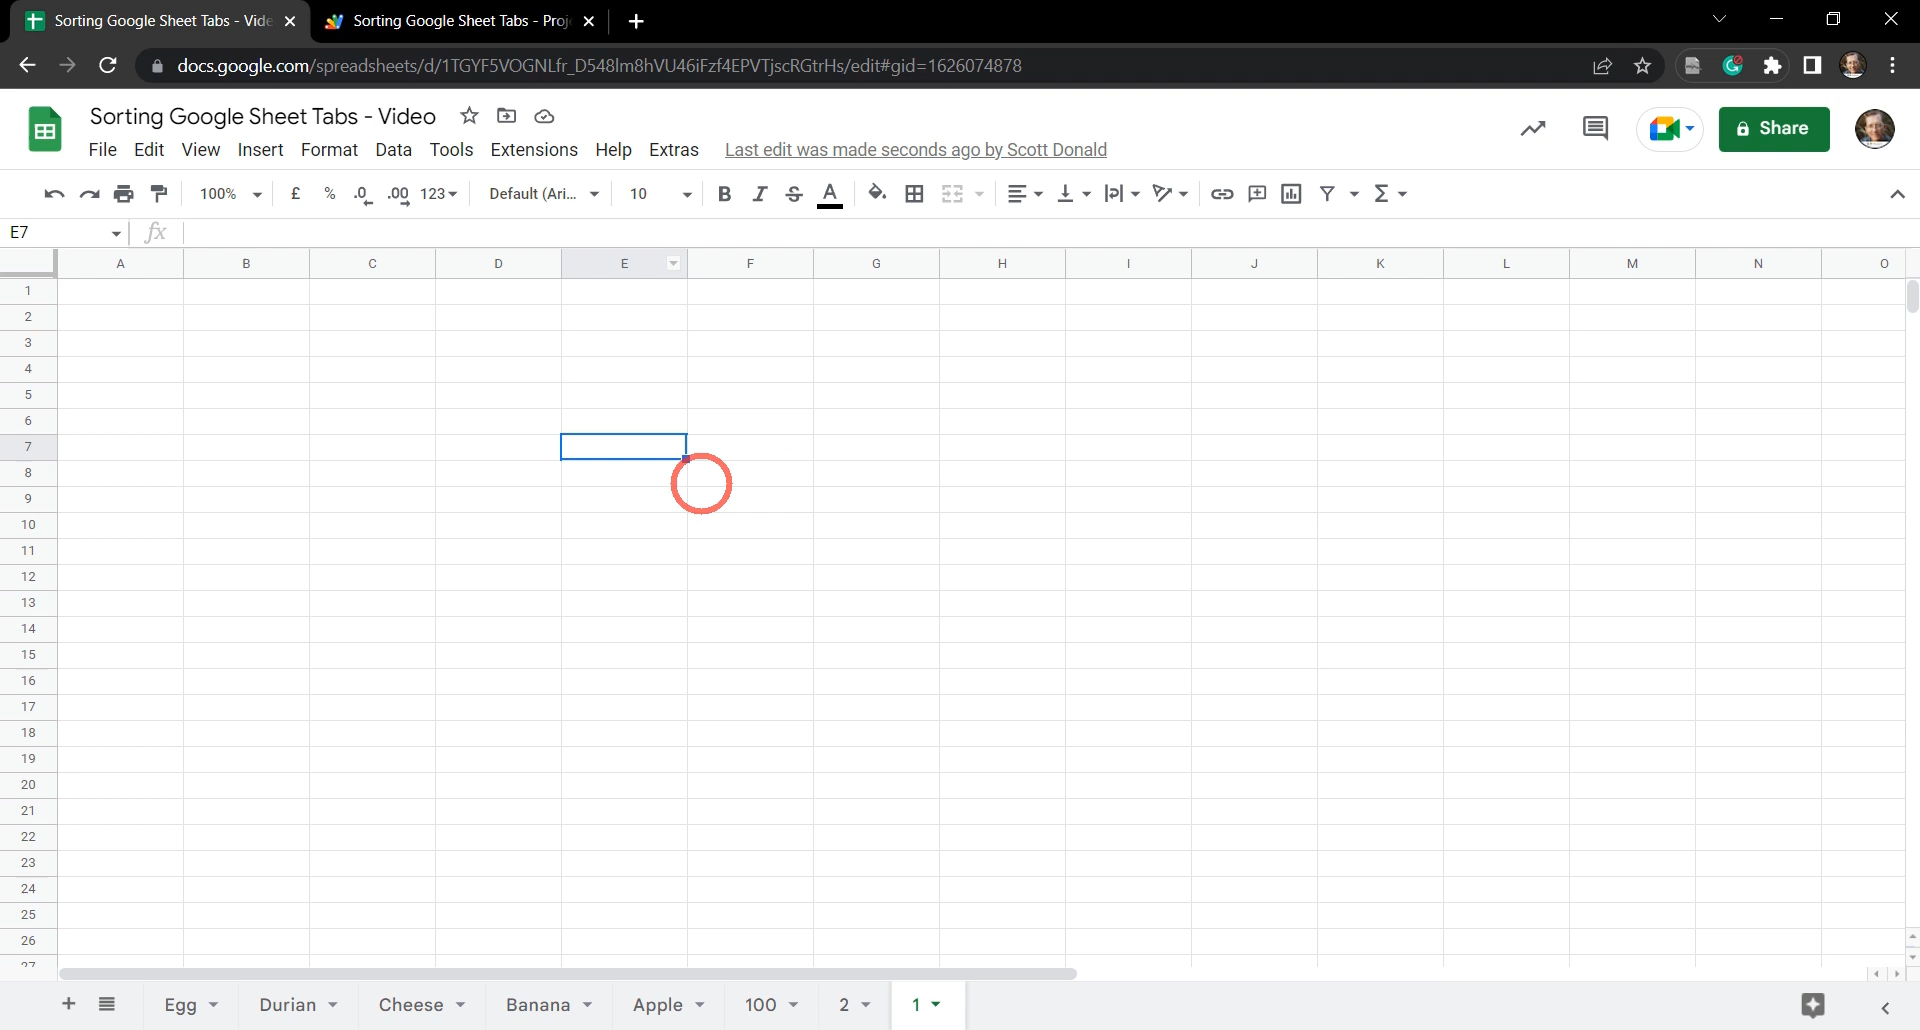 Sorting Google Sheet Tabs - Vide
Sorting Google Sheet Tabs - Proj
docs.google.com/spreadsheets/d/1TGYF5VOGNLfr_D548lm8hVU46iFzf4EPVTjscRGtrHs/edit#gid=1626074878
Sorting Google Sheet Tabs - Video
File Edit View Insert Format Data Tools Extensions Help Extras Last edit was made seconds ago by Scott Donald
Share
100% £ % .0 .00 123 Default (Ari... 10 B I S A Σ
E7 fx
A B C D E F G H I J K L M N O
1
2
3
4
5
6
7
8
9
10
11
12
13
14
15
16
17
18
19
20
21
22
23
24
25
26
27
Egg Durian Cheese Banana Apple 100 2 1